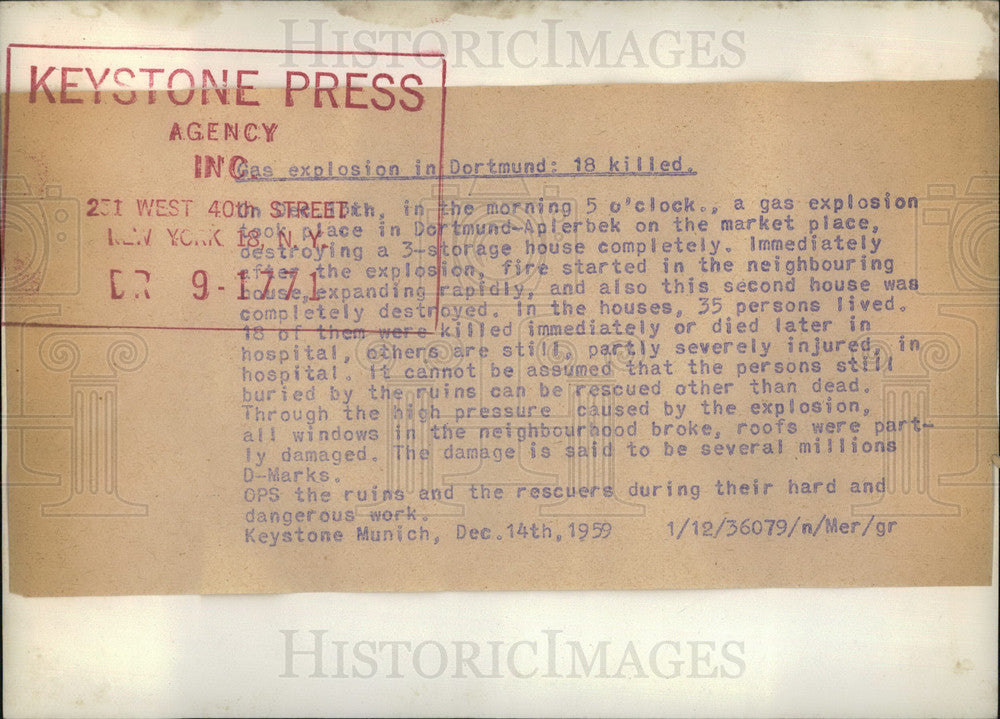 HISTORICIMAGES
KEYSTONE PRESS
AGENCY
INC.
231 WEST 40th STREET
NEW YORK 18, N.Y.
BR 9-1771
Gas explosion in Dortmund: 18 killed.
On Dec. in the morning 5 o'clock., a gas explosion
took place in Dortmund-Aplerbek on the market place,
destroying a 3-storage house completely. Immediately
after the explosion, fire started in the neighbouring
house,expanding rapidly, and also this second house was
completely destroyed. In the houses, 35 persons lived.
18 of them were killed immediately or died later in
hospital, others are still, partly severely injured, in
hospital. It cannot be assumed that the persons still
buried by the ruins can be rescued other than dead.
Through the high pressure caused by the explosion,
all windows in the neighbourhood broke, roofs were part-
ly damaged. The damage is said to be several millions
D-Marks.
OPS the ruins and the rescuers during their hard and
dangerous work.
Keystone Munich, Dec.14th,1959 1/12/36079/n/Mer/gr
HISTORICIMAGES